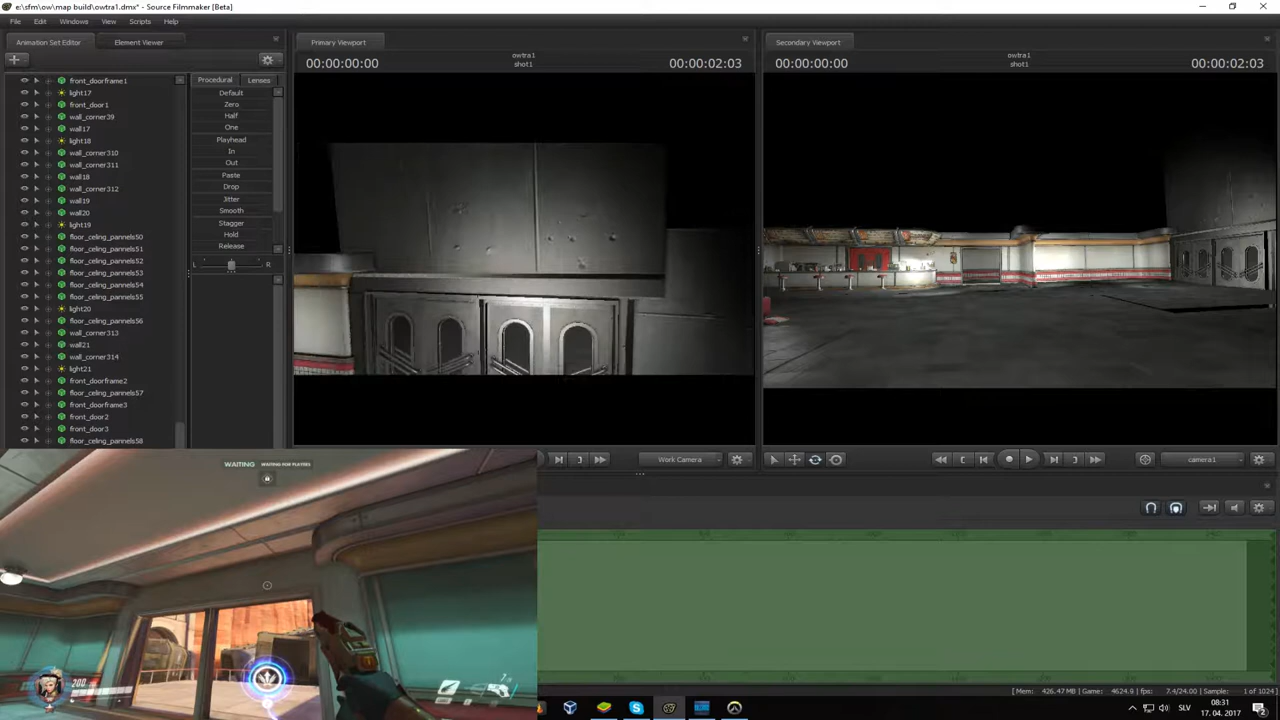 e:\sfm\ow\map build\owtra1.dmx* - Source Filmmaker [Beta]
File Edit Windows View Scripts Help
Animation Set Editor Element Viewer
front_doorframe1
light17
front_door1
wall_corner39
wall17
light18
wall_corner310
wall_corner311
wall18
wall_corner312
wall19
wall20
light19
floor_celing_pannels50
floor_celing_pannels51
floor_celing_pannels52
floor_celing_pannels53
floor_celing_pannels54
floor_celing_pannels55
light20
floor_celing_pannels56
wall_corner313
wall21
wall_corner314
light21
front_doorframe2
floor_celing_pannels57
front_doorframe3
front_door2
front_door3
floor_celing_pannels58
Procedural Lenses
Default
Zero
Half
One
Playhead
In
Out
Paste
Drop
Jitter
Smooth
Stagger
Hold
Release
L R
Primary Viewport
owtra1
00:00:00:00 shot1 00:00:02:03
Work Camera
Secondary Viewport
owtra1
00:00:00:00 shot1 00:00:02:03
camera1
WAITING WAITING FOR PLAYERS
200
[ Mem: 426.47 MB | Game: 4624.9 | fps: 7.4/24.00 | Sample: 1 of 1024 ]
SLV
08:31
17. 04. 2017
2